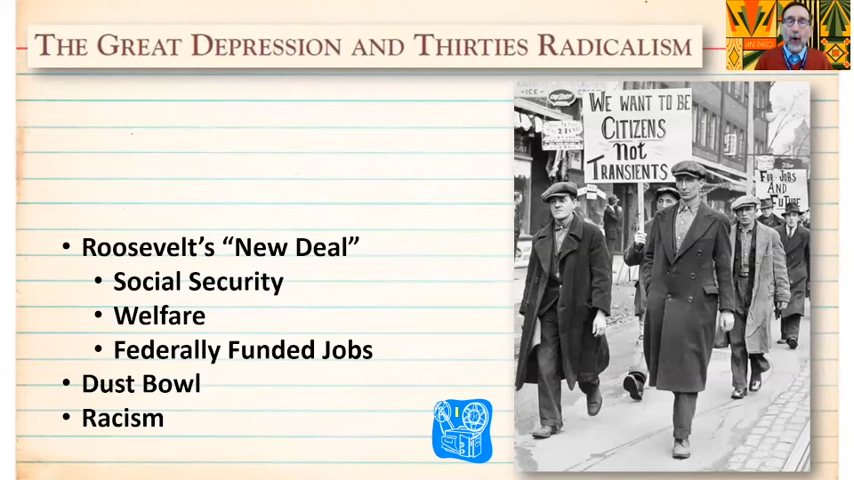 THE GREAT DEPRESSION AND THIRTIES RADICALISM
• Roosevelt’s “New Deal”
• Social Security
• Welfare
• Federally Funded Jobs
• Dust Bowl
• Racism
ICE
WE WANT TO BE
CITIZENS
Not
TRANSIENTS
FOR JOBS
AND